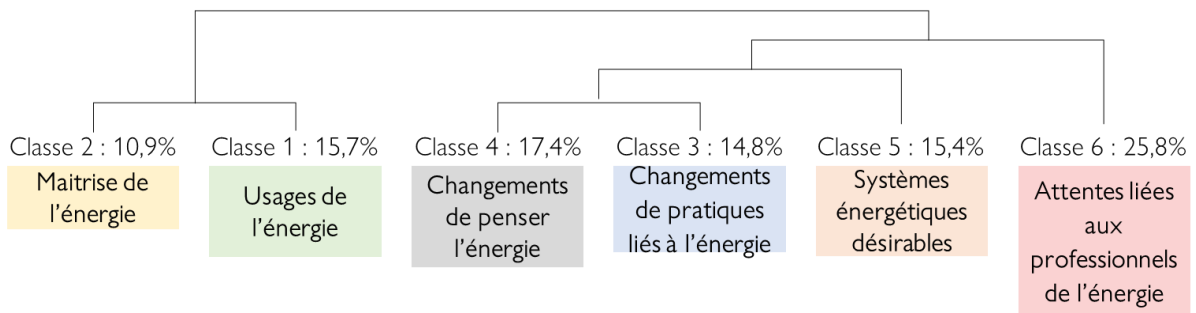 Classe 2 : 10,9%
Maitrise de
l'énergie
Classe 1 : 15,7%
Usages de
l'énergie
Classe 4 : 17,4%
Changements
de penser
l'énergie
Classe 3 : 14,8%
Changements
de pratiques
liés à l'énergie
Classe 5 : 15,4%
Systèmes
énergétiques
désirables
Classe 6 : 25,8%
Attentes liées
aux
professionnels
de l'énergie